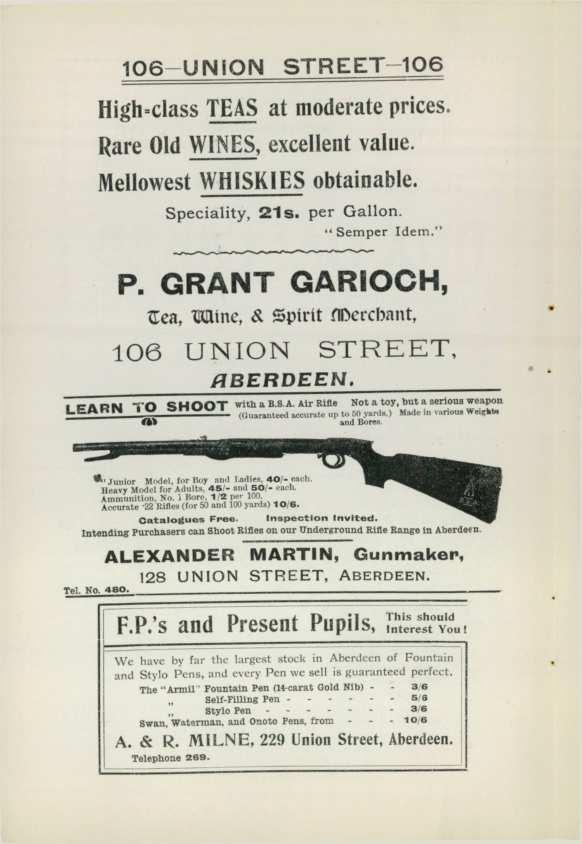 106—UNION STREET—106
High-class TEAS at moderate prices.
Rare Old WINES, excellent value.
Mellowest WHISKIES obtainable.
Speciality, 21s. per Gallon.
"Semper Idem."
P. GRANT GARIOCH,
Tea, Wine, & Spirit Merchant,
106 UNION STREET,
ABERDEEN.
LEARN TO SHOOT with a B.S.A. Air Rifle Not a toy, but a serious weapon
(Guaranteed accurate up to 50 yards.) Made in various Weights
and Bores.
"Junior Model, for Boy and Ladies, 40/- each.
Heavy Model for Adults, 45/- and 50/- each.
Ammunition, No. 1 Bore, 1/2 per 100.
Accurate ·22 Rifles (for 50 and 100 yards) 10/6.
Catalogues Free. Inspection Invited.
Intending Purchasers can Shoot Rifles on our Underground Rifle Range in Aberdeen.
ALEXANDER MARTIN, Gunmaker,
128 UNION STREET, ABERDEEN.
Tel. No. 480.
F.P.'s and Present Pupils, This should
Interest You!
We have by far the largest stock in Aberdeen of Fountain
and Stylo Pens, and every Pen we sell is guaranteed perfect.
The "Armil" Fountain Pen (14-carat Gold Nib) - - 3/6
„ Self-Filling Pen - - - - - - - 5/6
„ Stylo Pen - - - - - - - 3/6
Swan, Waterman, and Onoto Pens, from - - - 10/6
A. & R. MILNE, 229 Union Street, Aberdeen.
Telephone 269.